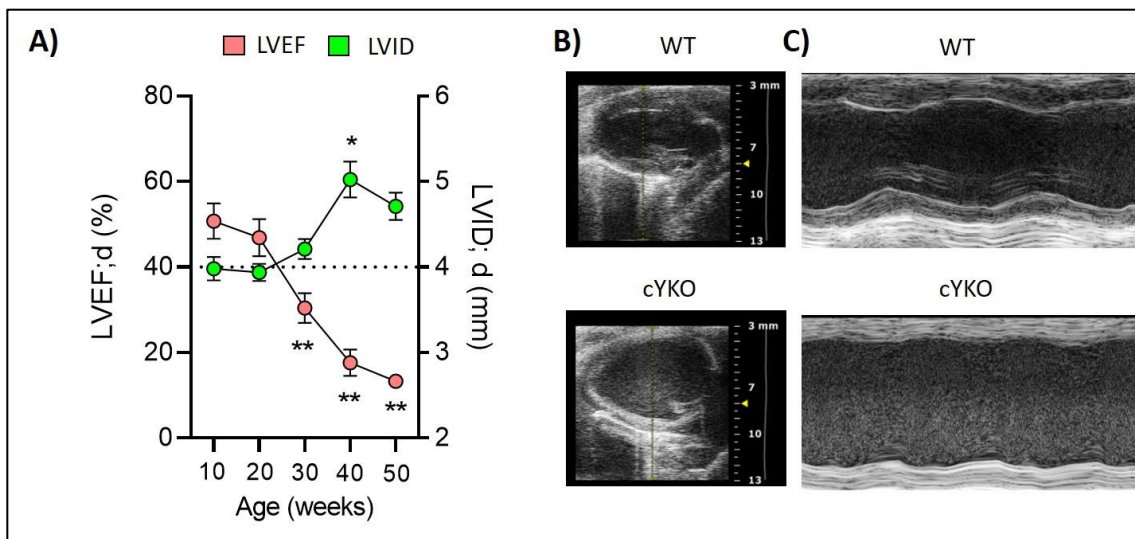 A)
LVEF LVID
LVEF;d (%)
80
60
40
20
0
6
5
4
3
2
LVID; d (mm)
*
**
**
**
10 20 30 40 50
Age (weeks)
B)
WT
3 mm
7
10
13
cYKO
3 mm
7
10
13
C)
WT
cYKO